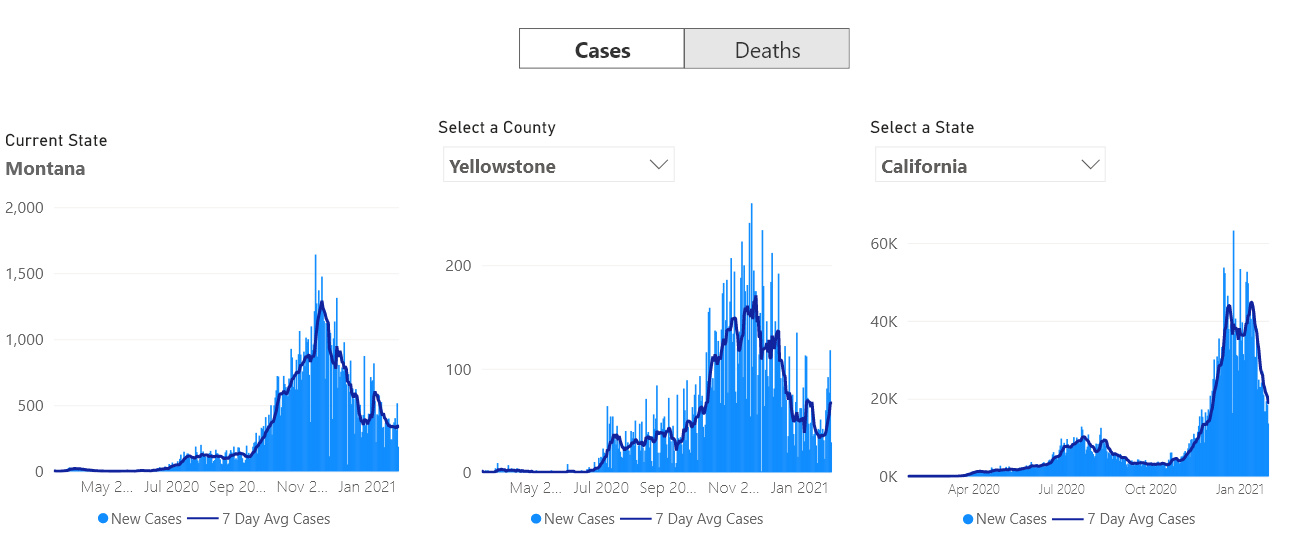 Cases Deaths
Current State
Montana
2,000
1,500
1,000
500
0
May 2... Jul 2020 Sep 20... Nov 2... Jan 2021
New Cases 7 Day Avg Cases
Select a County
Yellowstone
200
100
0
May 2... Jul 2020 Sep 20... Nov 2... Jan 2021
New Cases 7 Day Avg Cases
Select a State
California
60K
40K
20K
0K
Apr 2020 Jul 2020 Oct 2020 Jan 2021
New Cases 7 Day Avg Cases